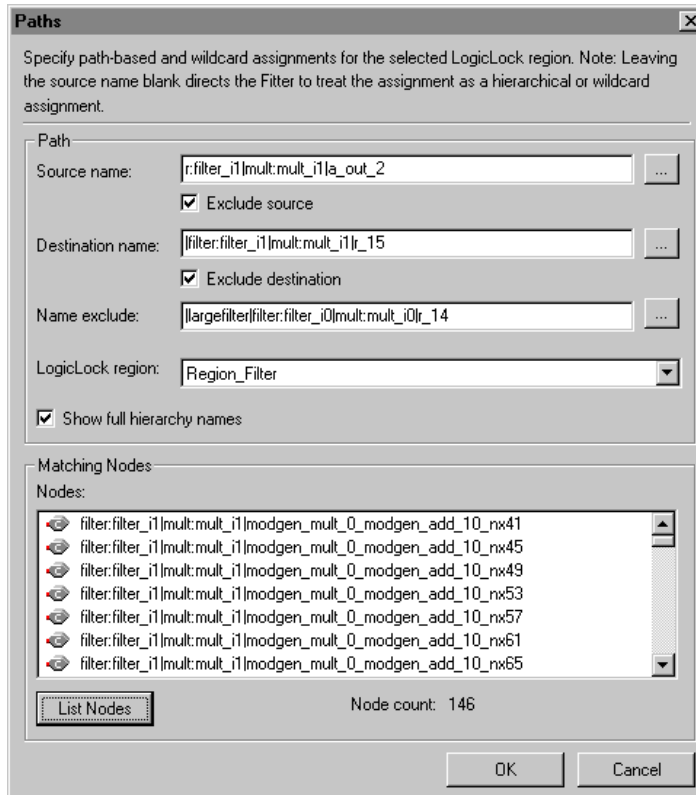 Paths
Specify path-based and wildcard assignments for the selected LogicLock region. Note: Leaving
the source name blank directs the Fitter to treat the assignment as a hierarchical or wildcard
assignment.
Path
Source name: r:filter_i1|mult:mult_i1|a_out_2 ...
Exclude source
Destination name: |filter:filter_i1|mult:mult_i1|r_15 ...
Exclude destination
Name exclude: |largefilter|filter:filter_i0|mult:mult_i0|r_14 ...
LogicLock region: Region_Filter
Show full hierarchy names
Matching Nodes
Nodes:
filter:filter_i1|mult:mult_i1|modgen_mult_0_modgen_add_10_nx41
filter:filter_i1|mult:mult_i1|modgen_mult_0_modgen_add_10_nx45
filter:filter_i1|mult:mult_i1|modgen_mult_0_modgen_add_10_nx49
filter:filter_i1|mult:mult_i1|modgen_mult_0_modgen_add_10_nx53
filter:filter_i1|mult:mult_i1|modgen_mult_0_modgen_add_10_nx57
filter:filter_i1|mult:mult_i1|modgen_mult_0_modgen_add_10_nx61
filter:filter_i1|mult:mult_i1|modgen_mult_0_modgen_add_10_nx65
List Nodes Node count: 146
OK Cancel